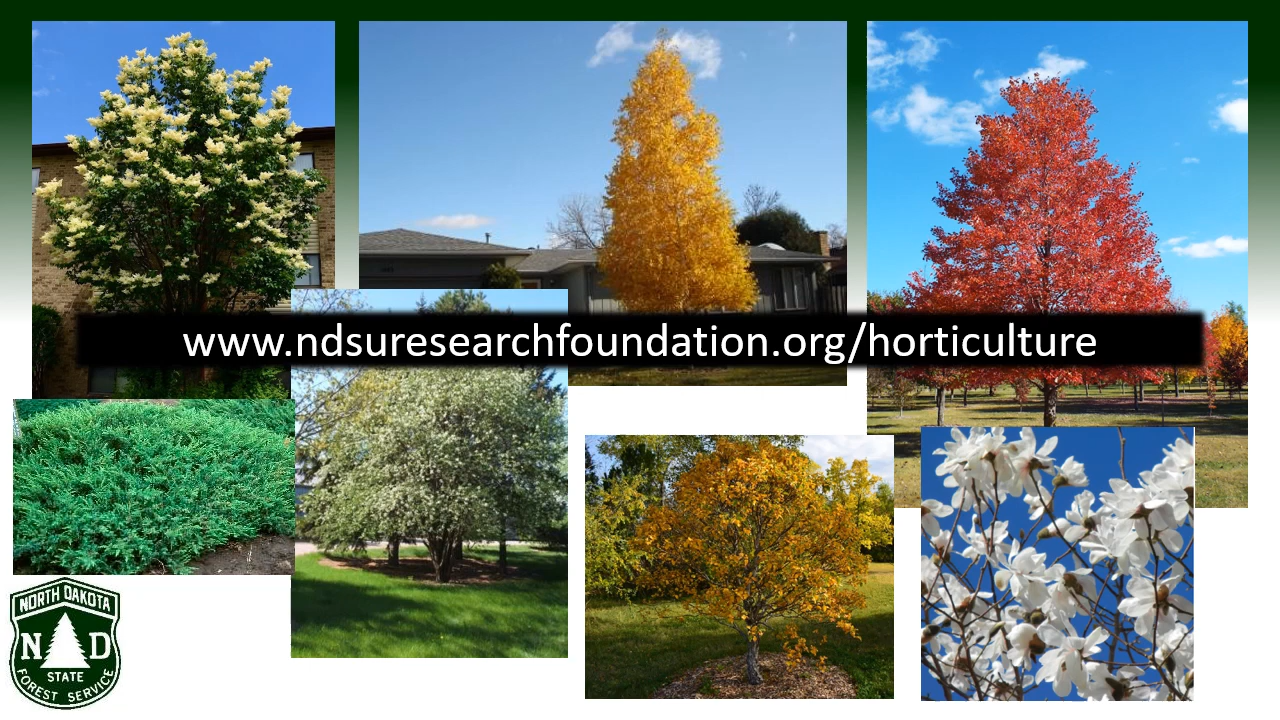 www.ndsuresearchfoundation.org/horticulture
NORTH DAKOTA
N D
STATE
FOREST SERVICE